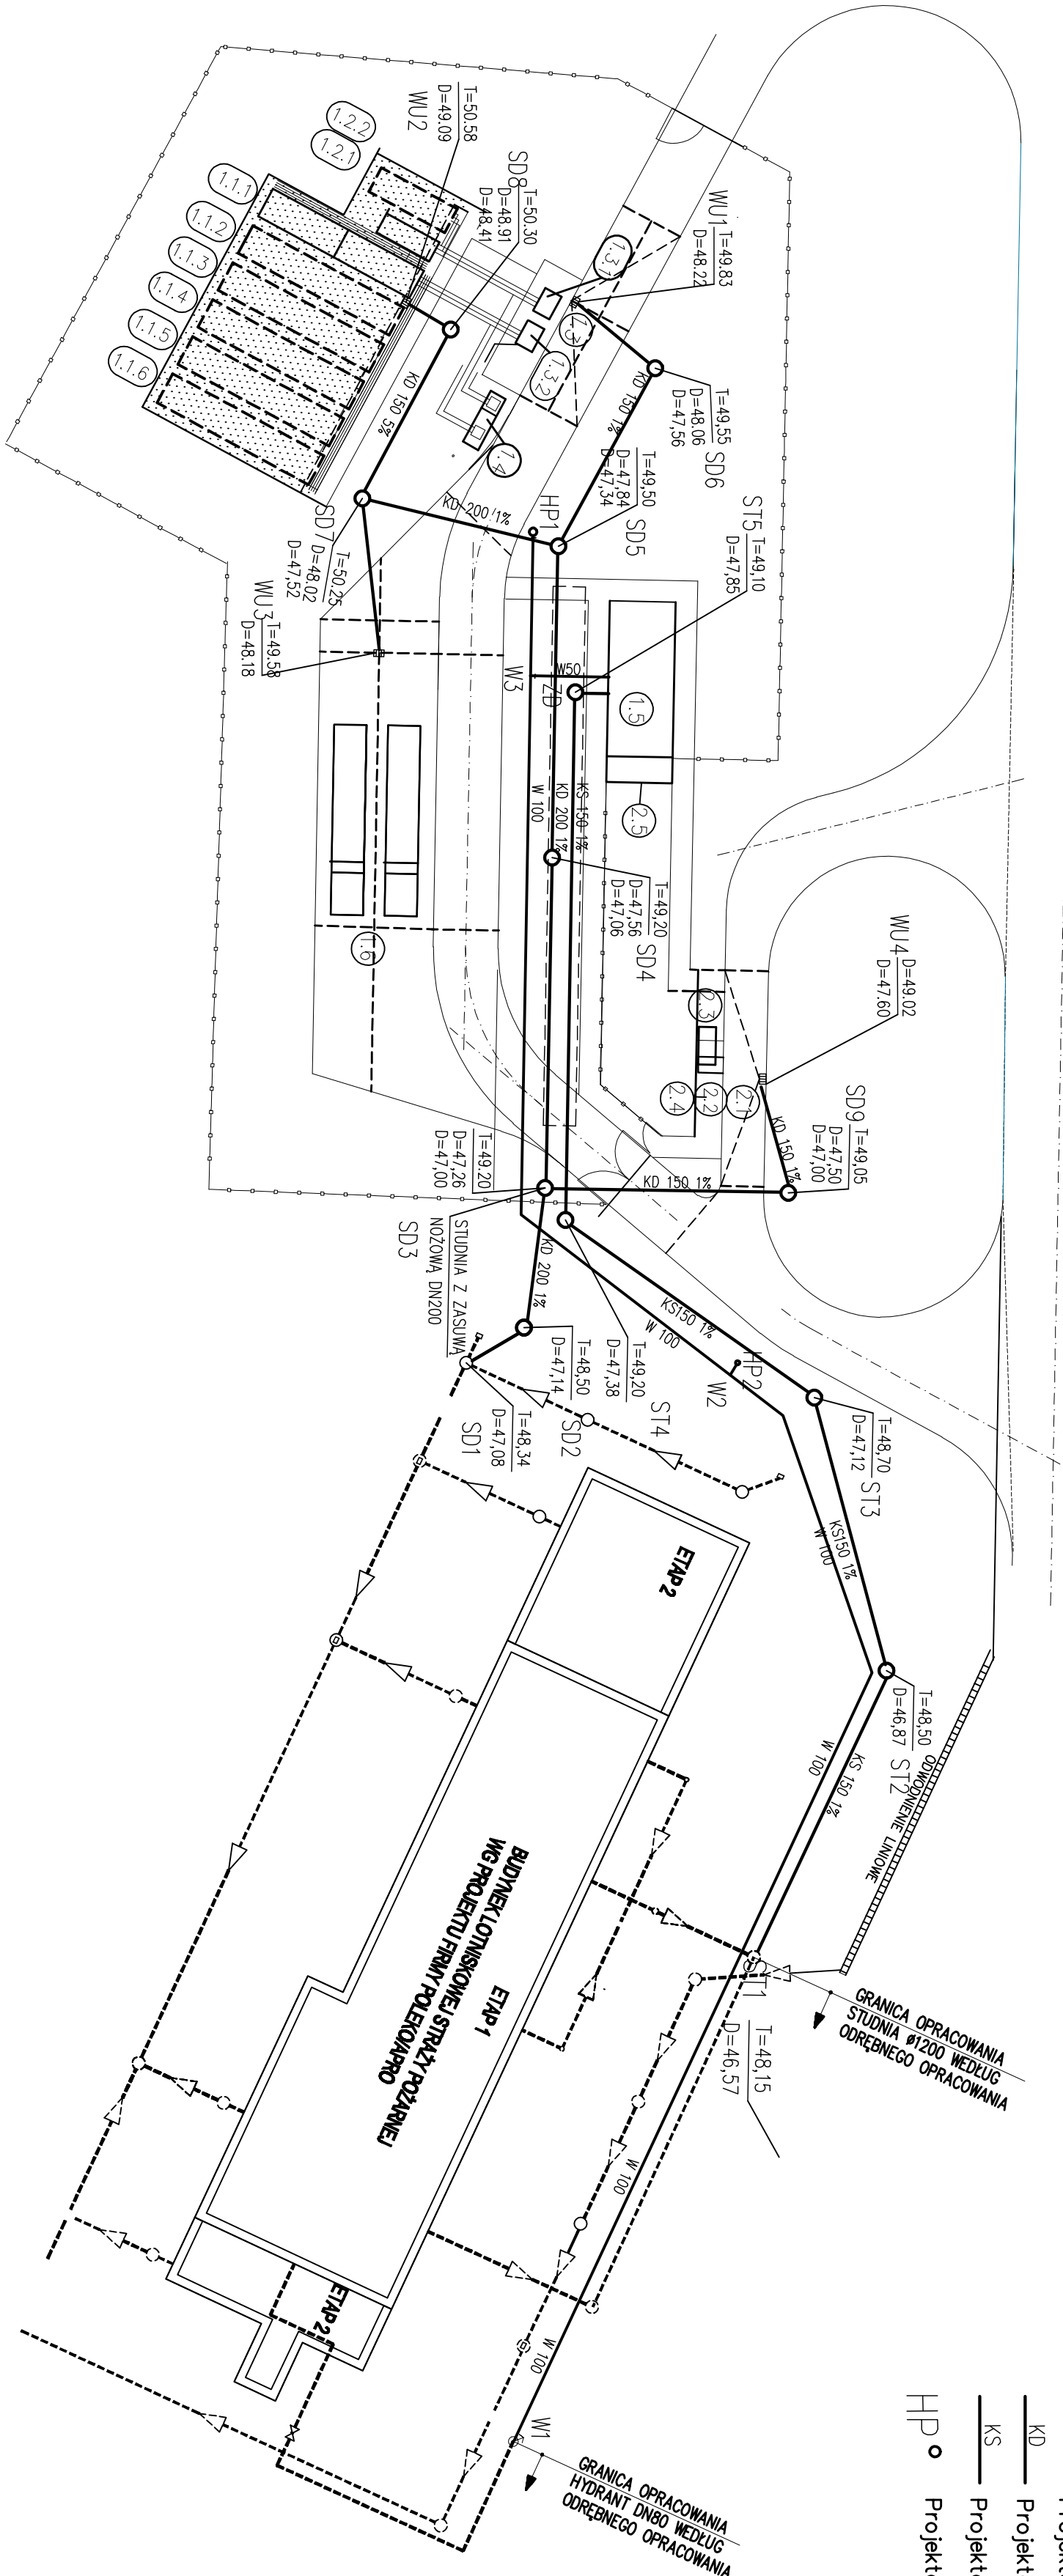 T=50.58
D=49.09
WU2
1.2.2
1.2.1
1.1.1
1.1.2
1.1.3
1.1.4
1.1.5
1.1.6
SD8
T=50.30
D=48.91
D=48.41
WU1
T=49.83
D=48.22
1.3.1
1.3
1.3.2
1.4
KD 150 5%
KD 150 1%
T=49,55
D=48.06
D=47,56
SD6
T=49,50
D=47,84
D=47,34
SD5
ST5
T=49,10
D=47,85
KD 200 1%
HP1
SD7
T=50.25
D=48.02
D=47,52
WU3
T=49.58
D=48.18
W3
W50
ZD
1.5
2.5
W 100
KD 200 1%
KS 150 1%
1.6
T=49,20
D=47,56
D=47,06
SD4
WU4
D=49.02
D=47.60
2.3
2.4
2.2
2.1
SD9
T=49,05
D=47,50
D=47,00
KD 150 1%
KD 150 1%
T=49.20
D=47,26
D=47,00
SD3
STUDNIA Z ZASUWĄ
NOŻOWĄ DN200
KD 200 1%
T=48,50
D=47,14
SD2
T=49,20
D=47,38
ST4
T=48,34
D=47,08
SD1
KS150 1%
W 100
HP2
W2
T=48,70
D=47,12
ST3
KS150 1%
W 100
T=48,50
D=46,87
ST2
ODWODNIENIE LINIOWE
KS 150 1%
W 100
ETAP 2
BUDYNEK LOTNISKOWEJ STRAŻY POŻARNEJ
WG PROJEKTU FIRMY POLEKO/APRO
ETAP 1
ETAP 2
T1
T=48,15
D=46,57
GRANICA OPRACOWANIA
STUDNIA ø1200 WEDŁUG
ODRĘBNEGO OPRACOWANIA
W 100
W 100
W1
GRANICA OPRACOWANIA
HYDRANT DN80 WEDŁUG
ODRĘBNEGO OPRACOWANIA
KD Projekt
KS Projekt
HP Projekt